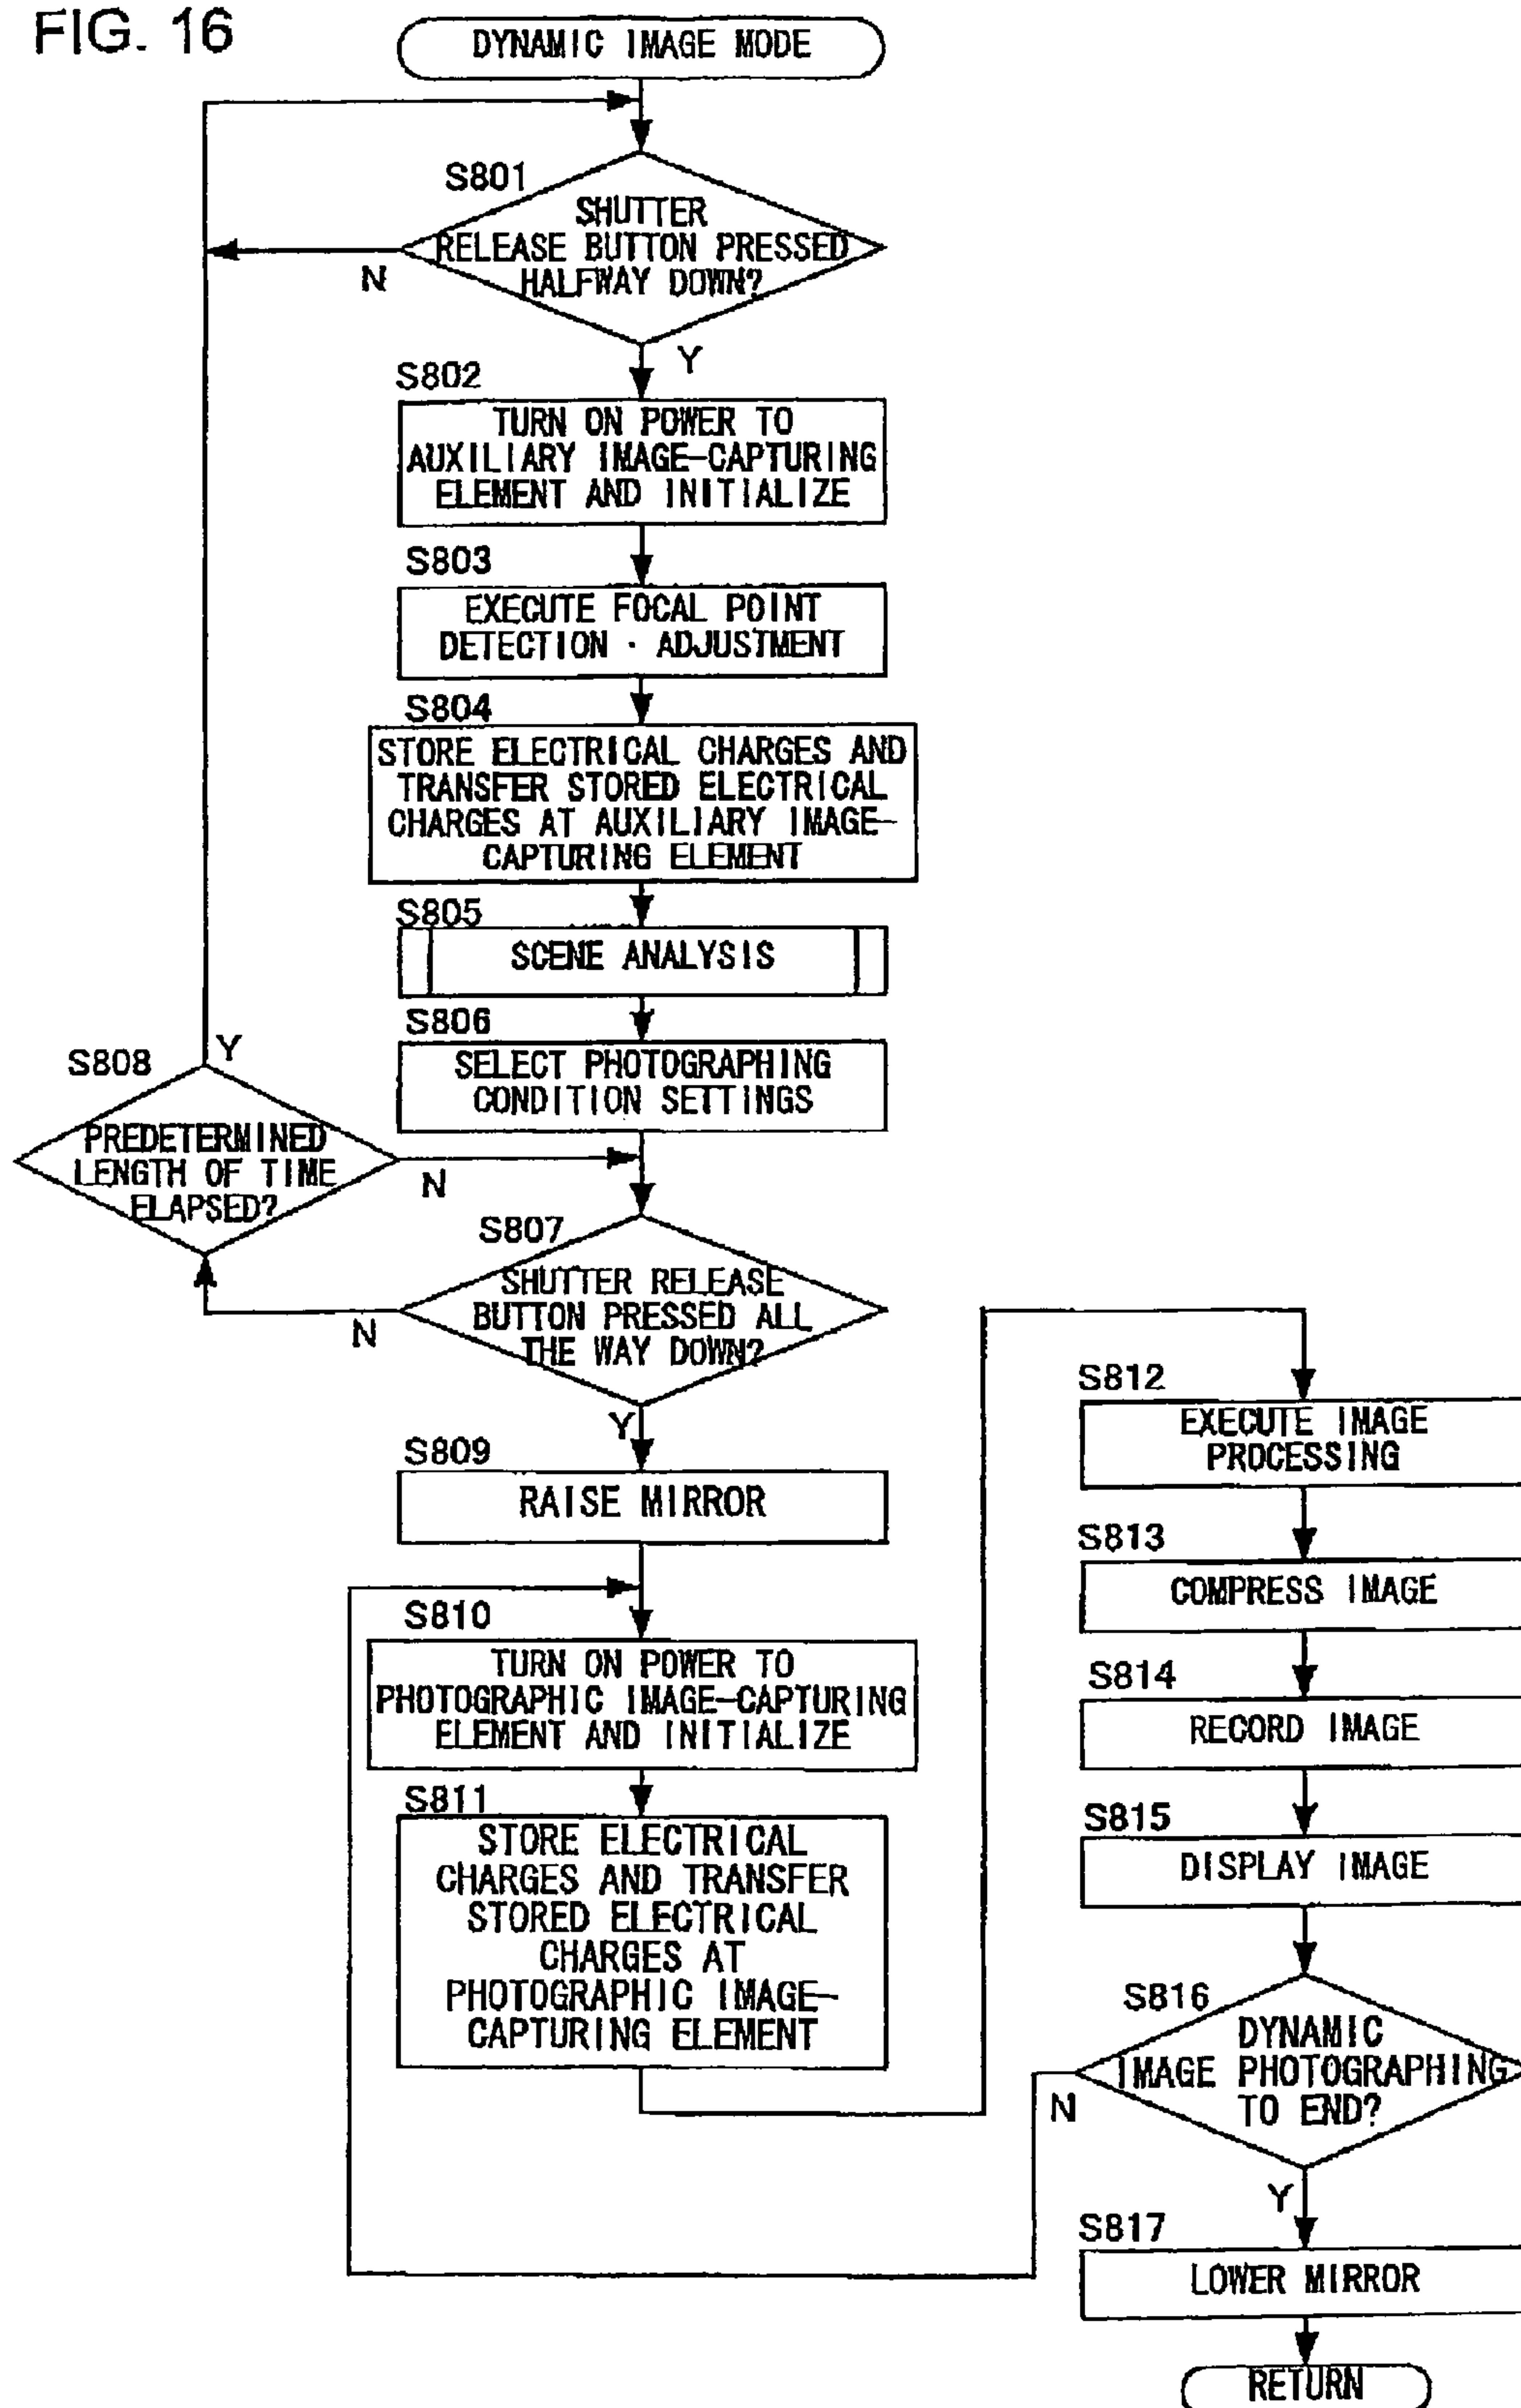 FIG. 16
DYNAMIC IMAGE MODE
S801
SHUTTER
RELEASE BUTTON PRESSED
HALFWAY DOWN?
N
Y
S802
TURN ON POWER TO
AUXILIARY IMAGE-CAPTURING
ELEMENT AND INITIALIZE
S803
EXECUTE FOCAL POINT
DETECTION · ADJUSTMENT
S804
STORE ELECTRICAL CHARGES AND
TRANSFER STORED ELECTRICAL
CHARGES AT AUXILIARY IMAGE-
CAPTURING ELEMENT
S805
SCENE ANALYSIS
S806
SELECT PHOTOGRAPHING
CONDITION SETTINGS
S808
Y
PREDETERMINED
LENGTH OF TIME
ELAPSED?
N
S807
SHUTTER RELEASE
BUTTON PRESSED ALL
THE WAY DOWN?
N
Y
S809
RAISE MIRROR
S810
TURN ON POWER TO
PHOTOGRAPHIC IMAGE-CAPTURING
ELEMENT AND INITIALIZE
S811
STORE ELECTRICAL
CHARGES AND TRANSFER
STORED ELECTRICAL
CHARGES AT
PHOTOGRAPHIC IMAGE-
CAPTURING ELEMENT
S812
EXECUTE IMAGE
PROCESSING
S813
COMPRESS IMAGE
S814
RECORD IMAGE
S815
DISPLAY IMAGE
S816
DYNAMIC
IMAGE PHOTOGRAPHING
TO END?
N
Y
S817
LOWER MIRROR
RETURN